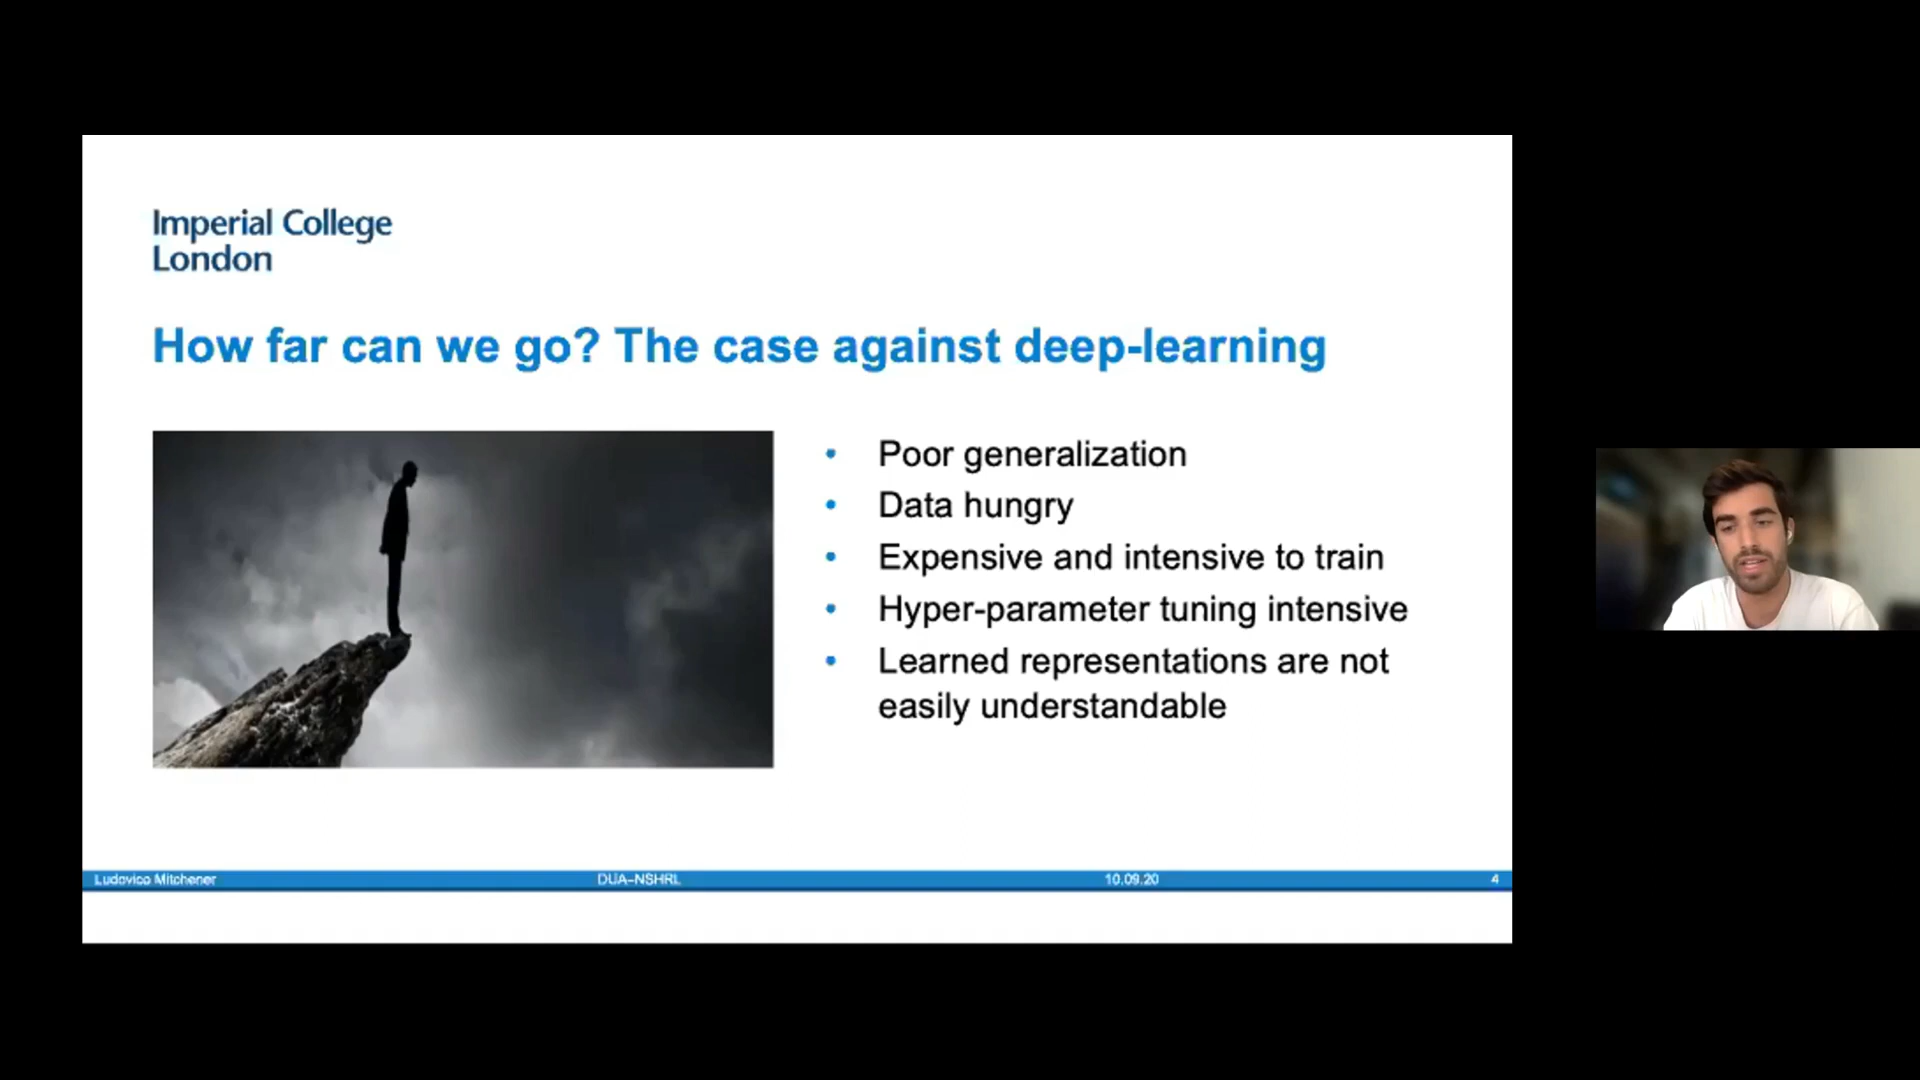 Imperial College
London
How far can we go? The case against deep-learning
• Poor generalization
• Data hungry
• Expensive and intensive to train
• Hyper-parameter tuning intensive
• Learned representations are not
easily understandable
Ludovico Mitchener DUA-NSHRL 10.09.20 4